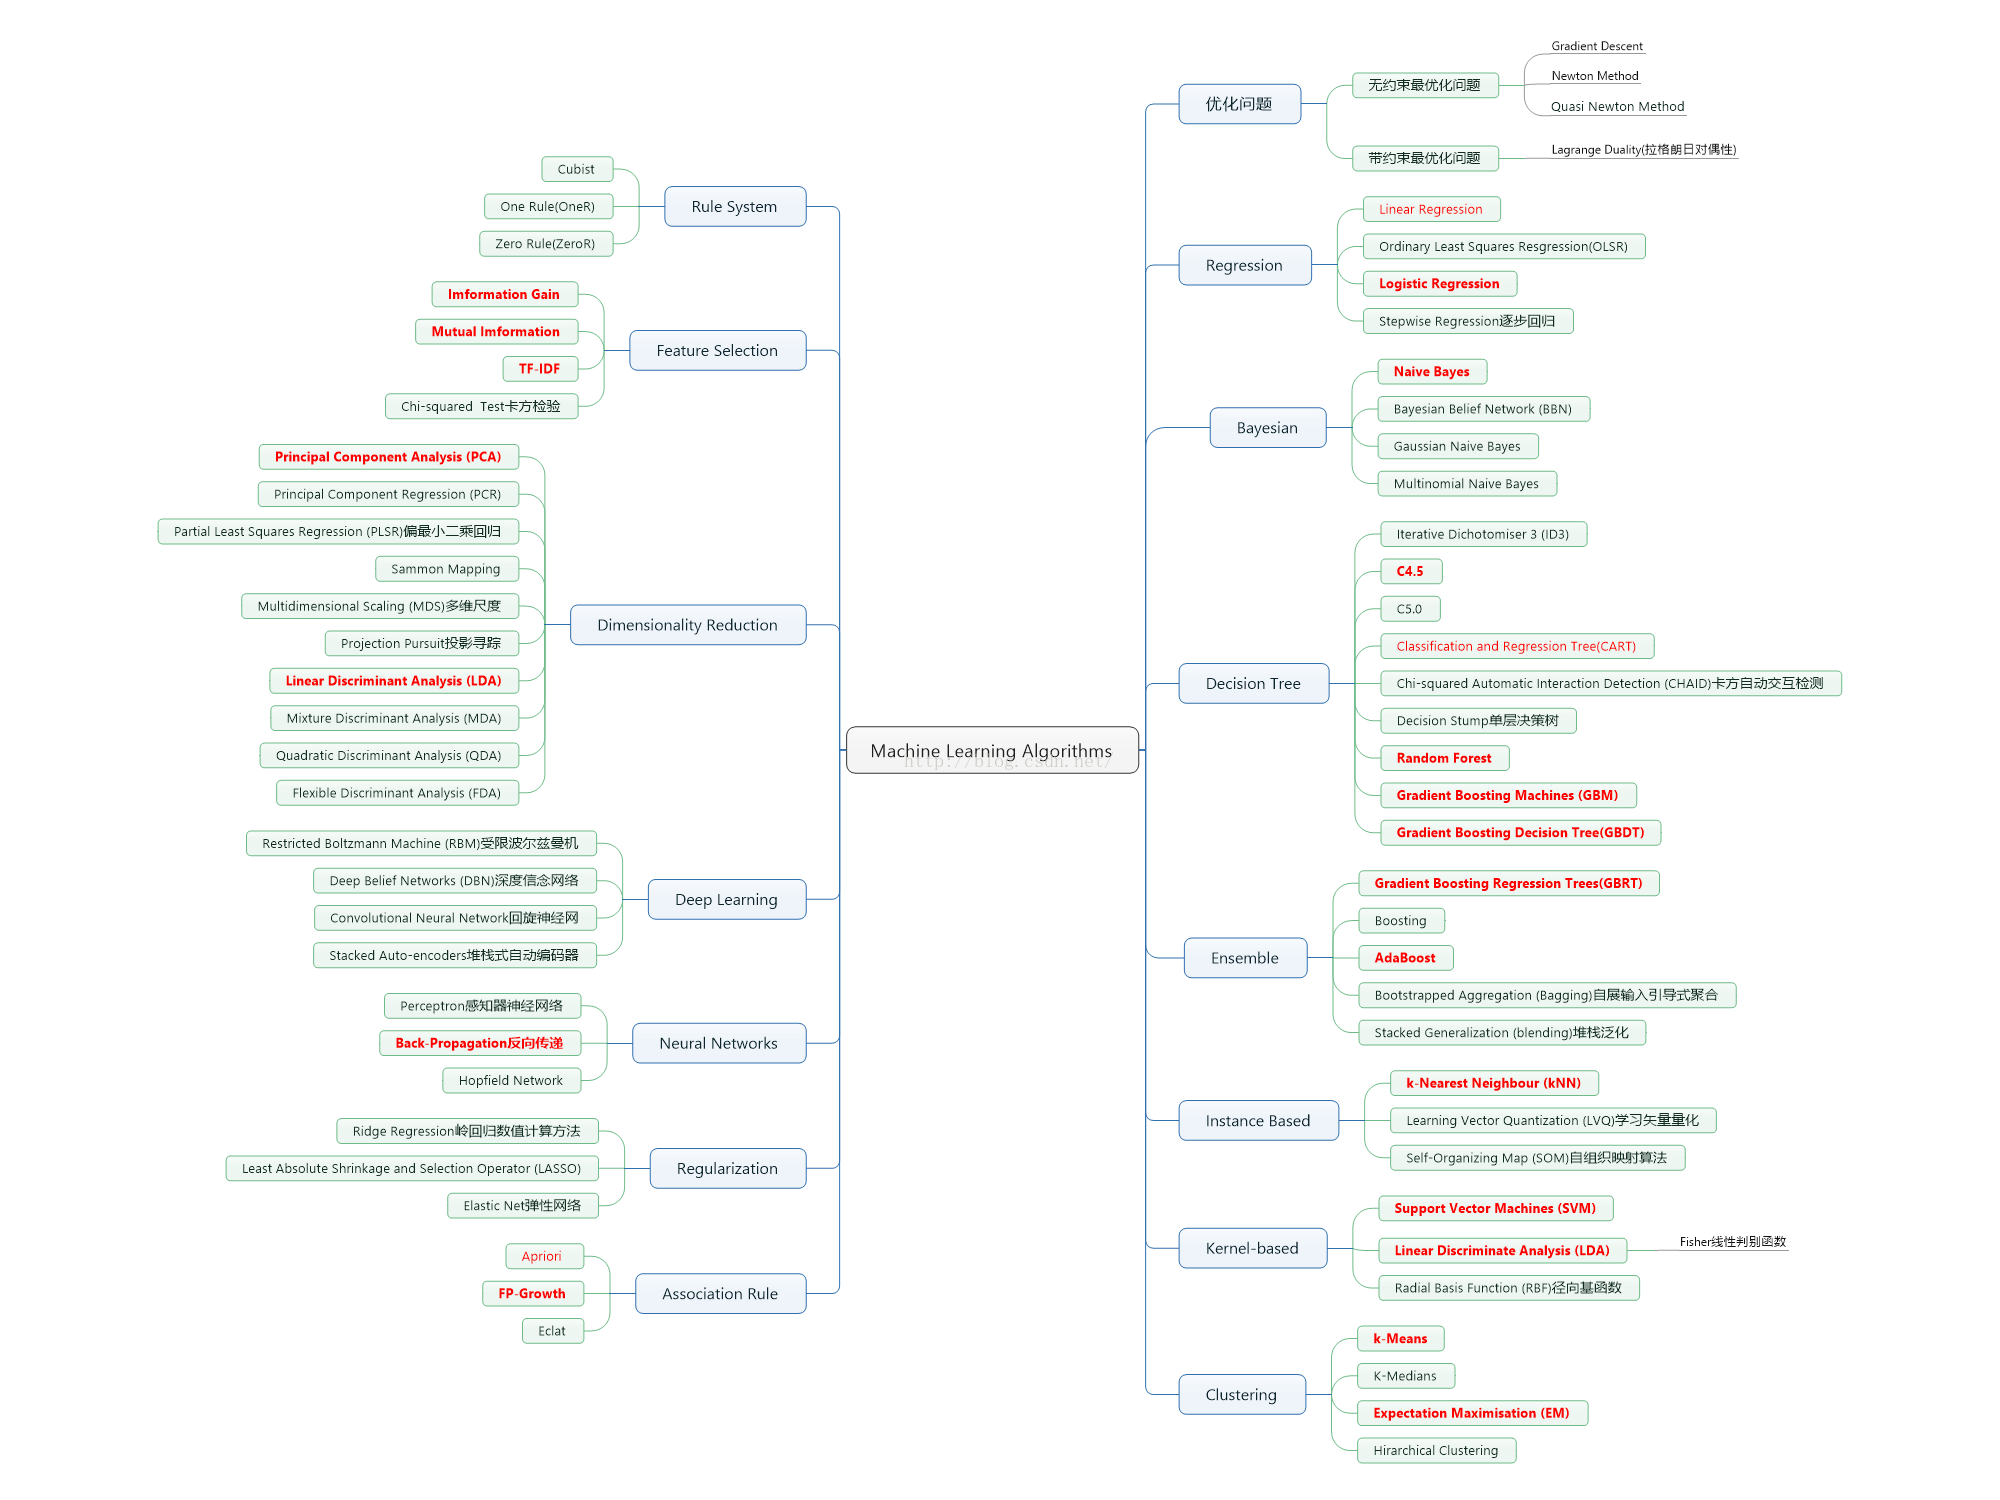 Machine Learning Algorithms
http://blog.csdn.net/
Rule System
Cubist
One Rule(OneR)
Zero Rule(ZeroR)
Feature Selection
Imformation Gain
Mutual Imformation
TF-IDF
Chi-squared  Test卡方检验
Dimensionality Reduction
Principal Component Analysis (PCA)
Principal Component Regression (PCR)
Partial Least Squares Regression (PLSR)偏最小二乘回归
Sammon Mapping
Multidimensional Scaling (MDS)多维尺度
Projection Pursuit投影寻踪
Linear Discriminant Analysis (LDA)
Mixture Discriminant Analysis (MDA)
Quadratic Discriminant Analysis (QDA)
Flexible Discriminant Analysis (FDA)
Deep Learning
Restricted Boltzmann Machine (RBM)受限波尔兹曼机
Deep Belief Networks (DBN)深度信念网络
Convolutional Neural Network回旋神经网
Stacked Auto-encoders堆栈式自动编码器
Neural Networks
Perceptron感知器神经网络
Back-Propagation反向传递
Hopfield Network
Regularization
Ridge Regression岭回归数值计算方法
Least Absolute Shrinkage and Selection Operator (LASSO)
Elastic Net弹性网络
Association Rule
Apriori
FP-Growth
Eclat
优化问题
无约束最优化问题
Gradient Descent
Newton Method
Quasi Newton Method
带约束最优化问题
Lagrange Duality(拉格朗日对偶性)
Regression
Linear Regression
Ordinary Least Squares Resgression(OLSR)
Logistic Regression
Stepwise Regression逐步回归
Bayesian
Naive Bayes
Bayesian Belief Network (BBN)
Gaussian Naive Bayes
Multinomial Naive Bayes
Decision Tree
Iterative Dichotomiser 3 (ID3)
C4.5
C5.0
Classification and Regression Tree(CART)
Chi-squared Automatic Interaction Detection (CHAID)卡方自动交互检测
Decision Stump单层决策树
Random Forest
Gradient Boosting Machines (GBM)
Gradient Boosting Decision Tree(GBDT)
Ensemble
Gradient Boosting Regression Trees(GBRT)
Boosting
AdaBoost
Bootstrapped Aggregation (Bagging)自展输入引导式聚合
Stacked Generalization (blending)堆栈泛化
Instance Based
k-Nearest Neighbour (kNN)
Learning Vector Quantization (LVQ)学习矢量量化
Self-Organizing Map (SOM)自组织映射算法
Kernel-based
Support Vector Machines (SVM)
Linear Discriminate Analysis (LDA)
Fisher线性判别函数
Radial Basis Function (RBF)径向基函数
Clustering
k-Means
K-Medians
Expectation Maximisation (EM)
Hirarchical Clustering